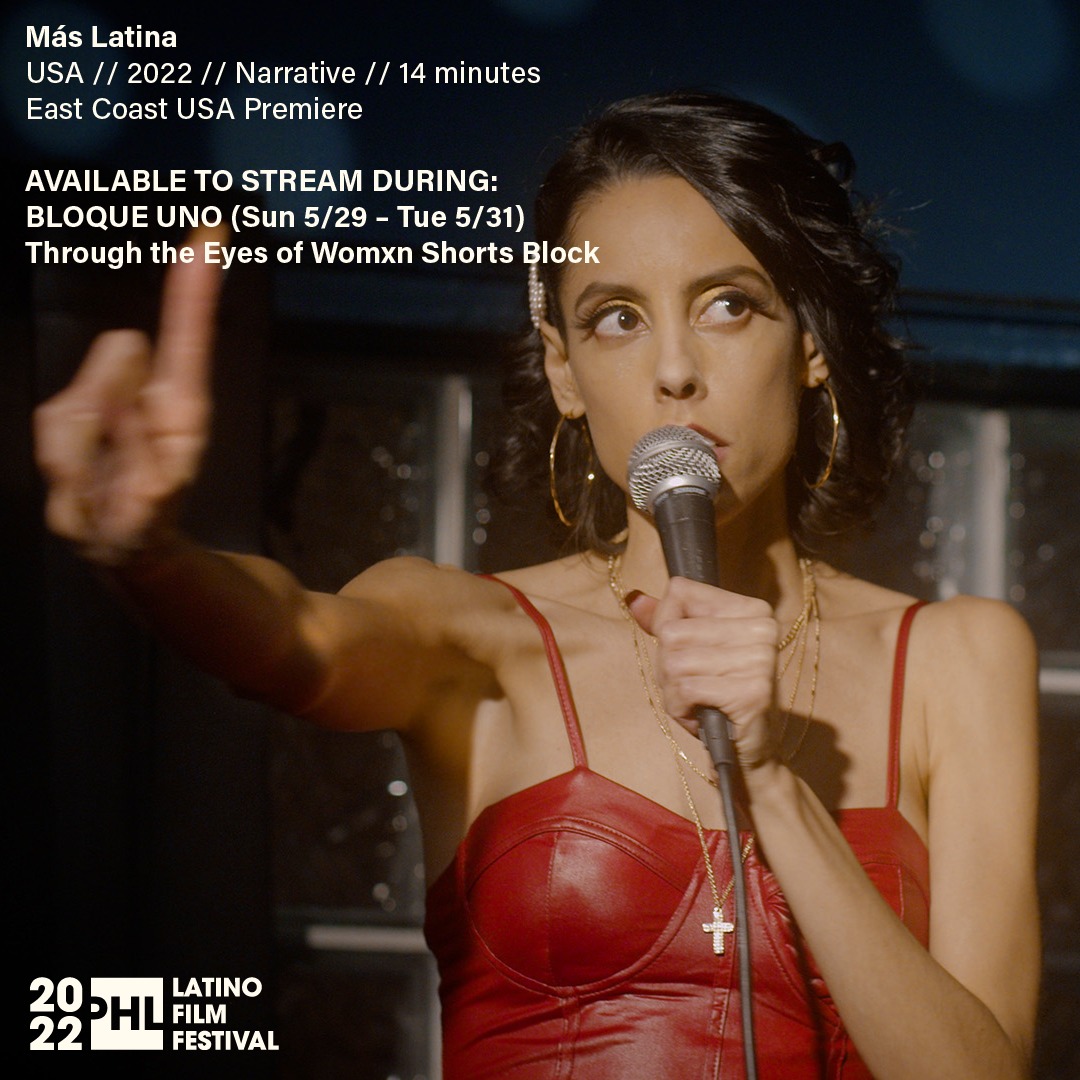 Más Latina
USA // 2022 // Narrative // 14 minutes
East Coast USA Premiere
AVAILABLE TO STREAM DURING:
BLOQUE UNO (Sun 5/29 – Tue 5/31)
Through the Eyes of Womxn Shorts Block
20
22
PHL
LATINO
FILM
FESTIVAL